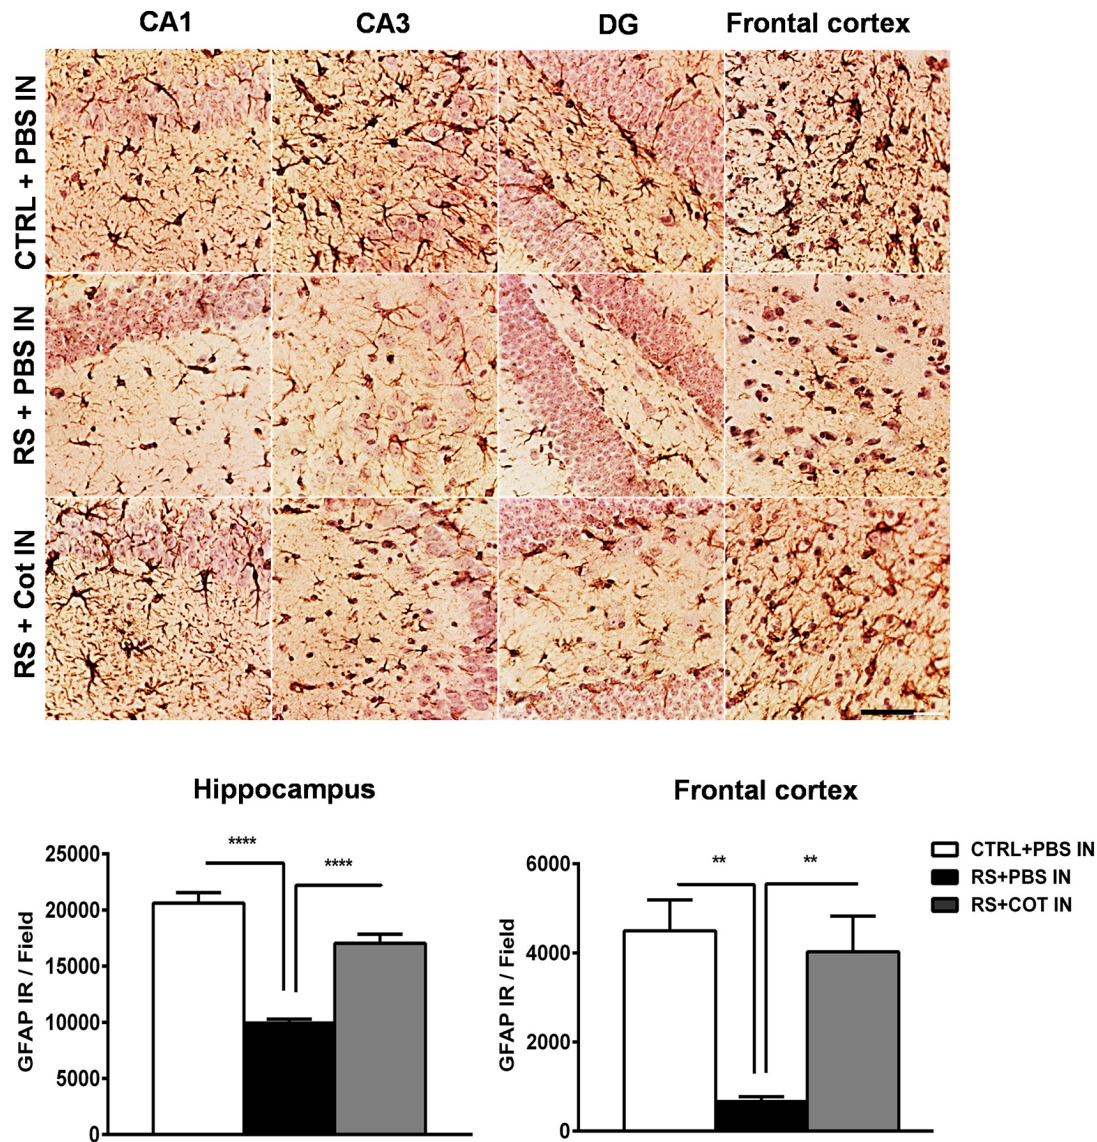 CA1 CA3 DG Frontal cortex
CTRL + PBS IN
RS + PBS IN
RS + Cot IN
Hippocampus
GFAP IR / Field
25000
20000
15000
10000
5000
0
**** ****
Frontal cortex
GFAP IR / Field
6000
4000
2000
0
** **
CTRL+PBS IN
RS+PBS IN
RS+COT IN